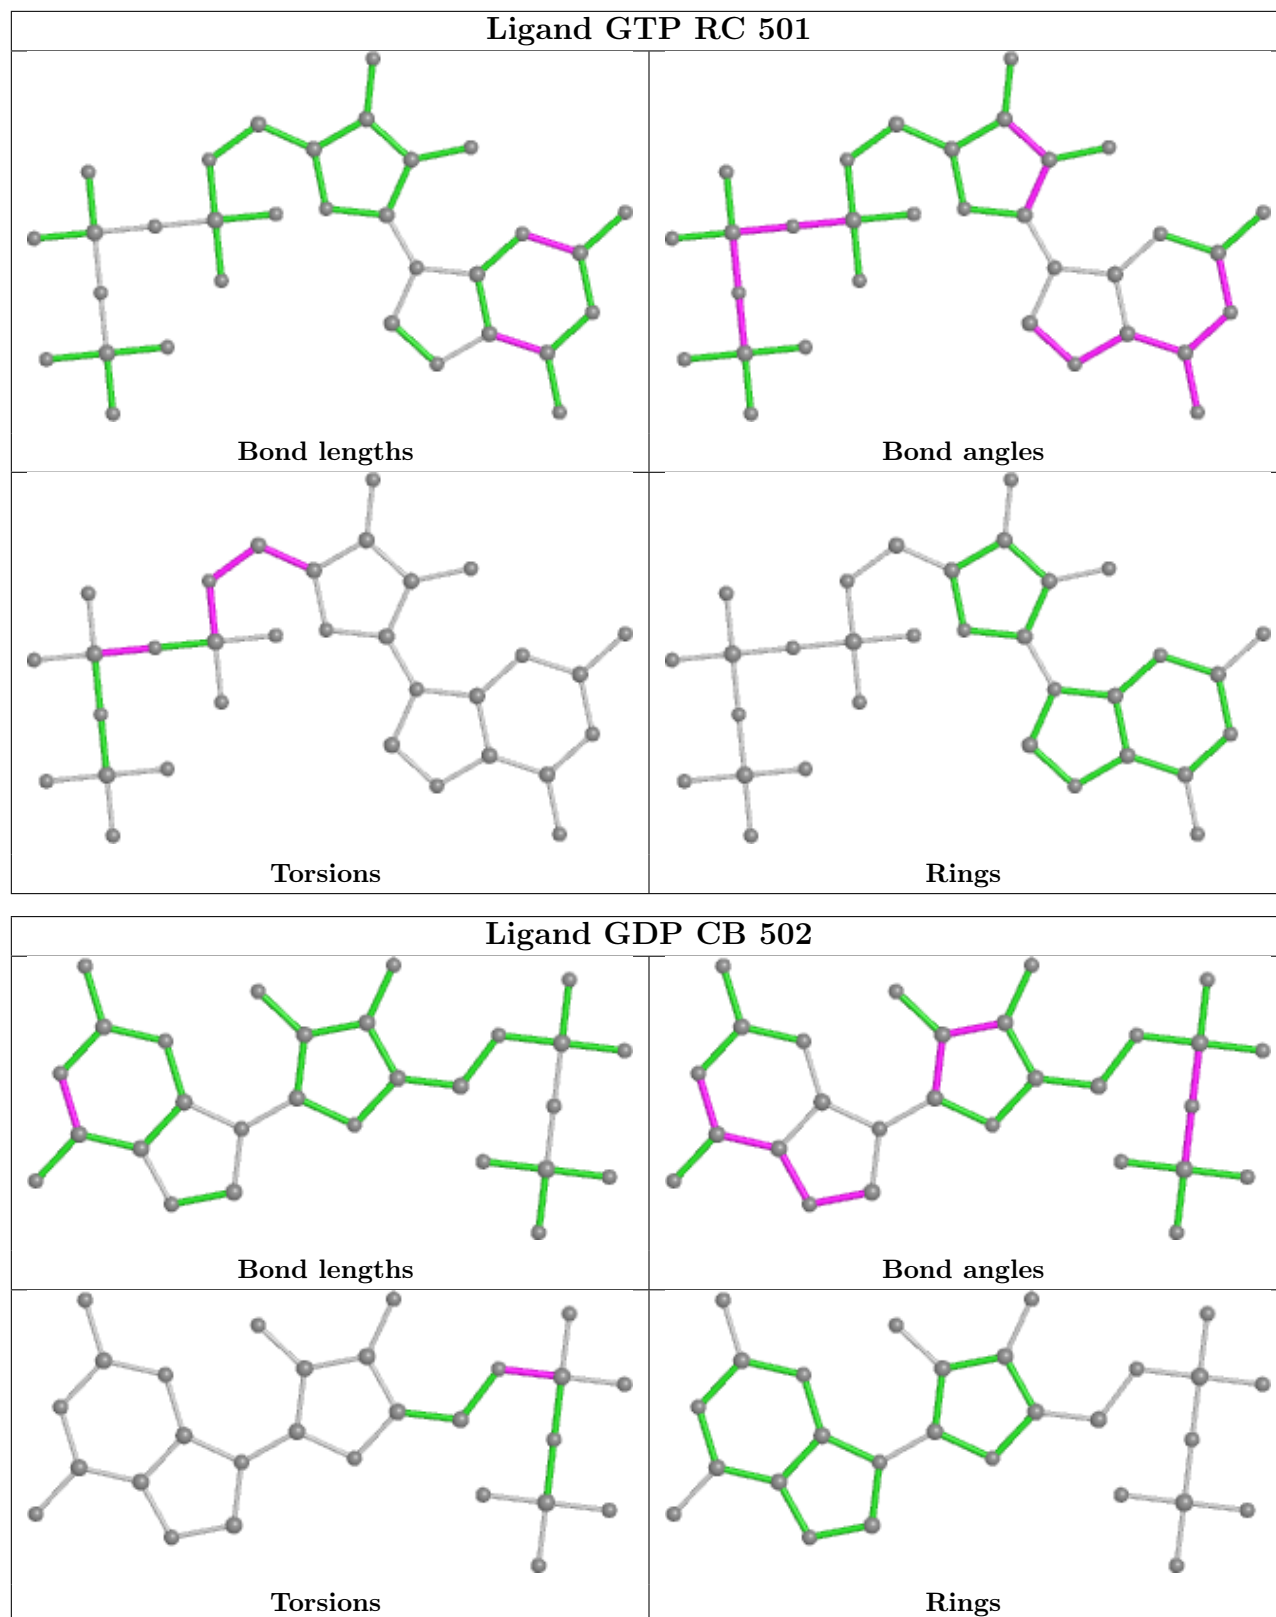 Ligand GTP RC 501
Bond lengths
Bond angles
Torsions
Rings
Ligand GDP CB 502
Bond lengths
Bond angles
Torsions
Rings